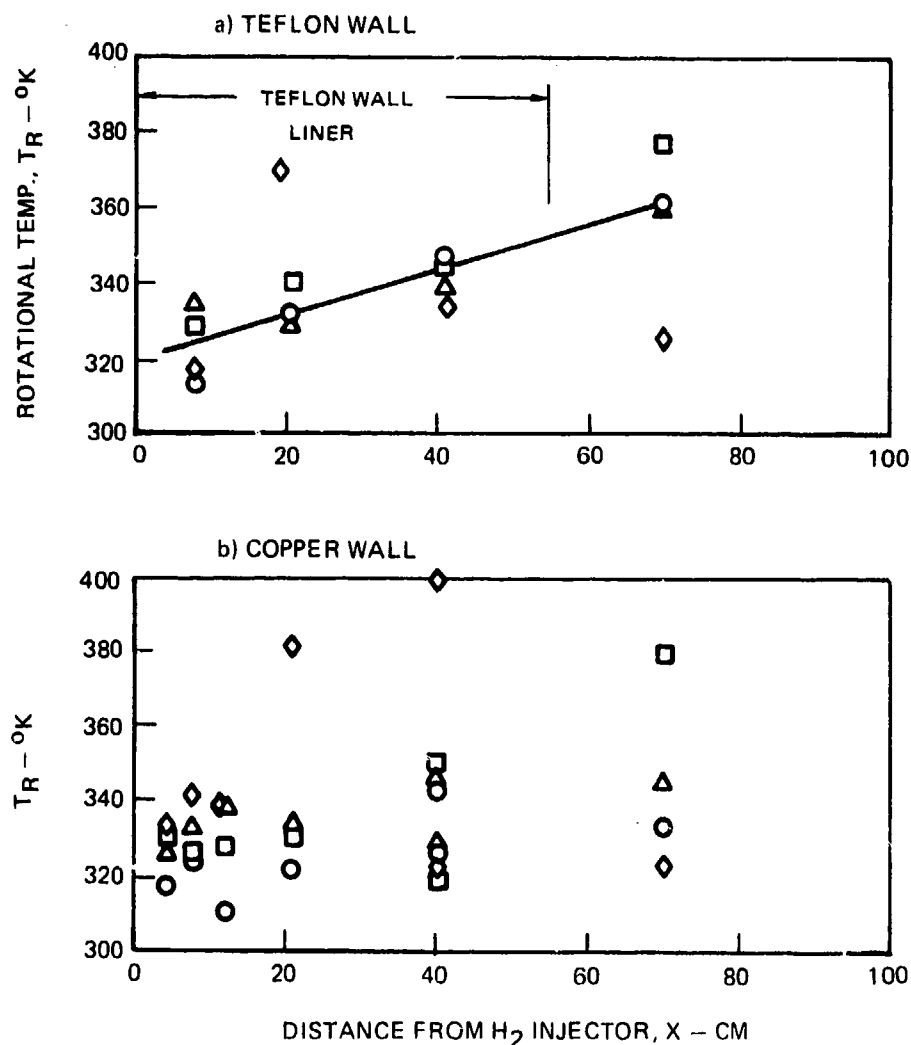 a) TEFLON WALL
400
380
360
340
320
300
ROTATIONAL TEMP., T_R – °K
TEFLON WALL
LINER
0 20 40 60 80 100
b) COPPER WALL
400
380
360
340
320
300
T_R – °K
0 20 40 60 80 100
DISTANCE FROM H₂ INJECTOR, X – CM